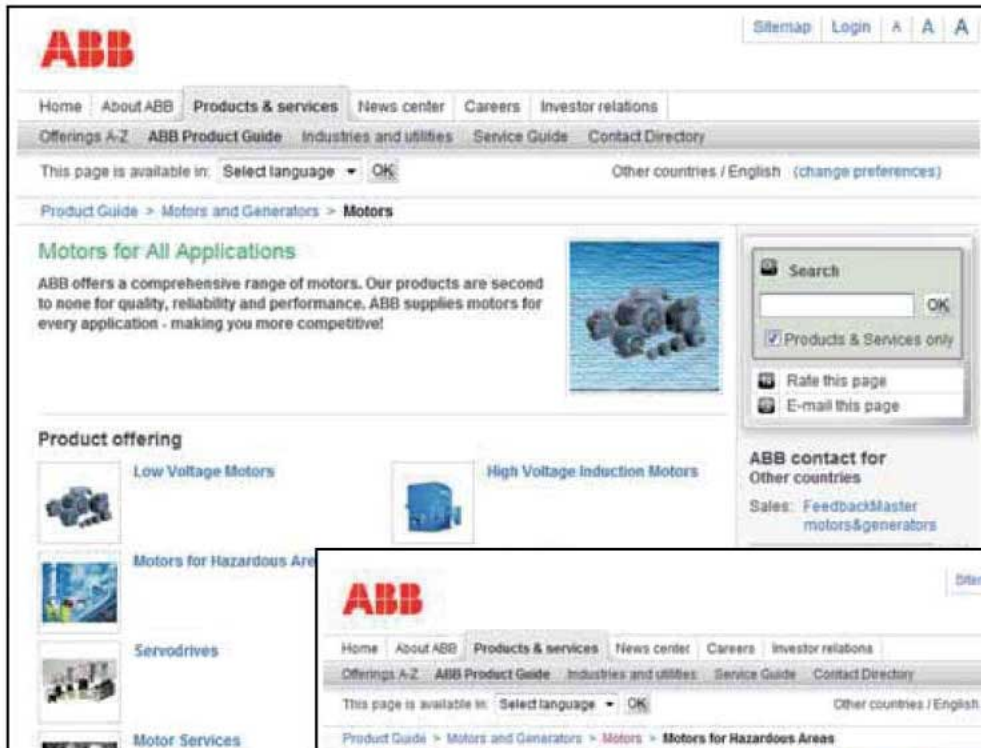 ABB
Sitemap Login A A A
Home About ABB Products & services News center Careers Investor relations
Offerings A-Z ABB Product Guide Industries and utilities Service Guide Contact Directory
This page is available in: Select language OK Other countries / English (change preferences)
Product Guide > Motors and Generators > Motors
Motors for All Applications
ABB offers a comprehensive range of motors. Our products are second
to none for quality, reliability and performance. ABB supplies motors for
every application - making you more competitive!
Search
OK
Products & Services only
Rate this page
E-mail this page
Product offering
Low Voltage Motors
High Voltage Induction Motors
ABB contact for
Other countries
Sales: FeedbackMaster
motors&generators
Motors for Hazardous Are
Servodrives
Motor Services
ABB
Home About ABB Products & services News center Careers Investor relations
Offerings A-Z ABB Product Guide Industries and utilities Service Guide Contact Directory
This page is available in: Select language OK Other countries / English
Product Guide > Motors and Generators > Motors > Motors for Hazardous Areas